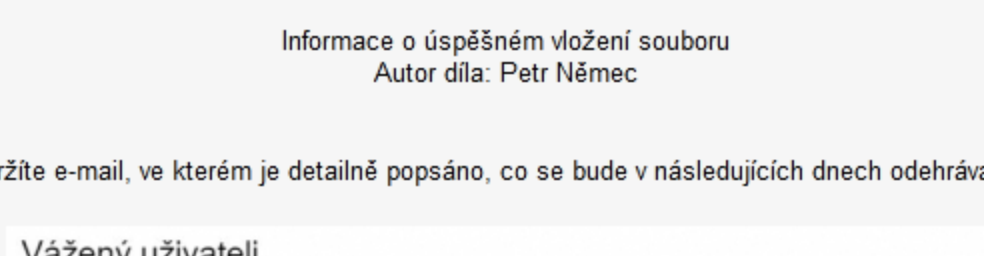 Informace o úspěšném vložení souboru
Autor díla: Petr Němec
ržíte e-mail, ve kterém je detailně popsáno, co se bude v následujících dnech odehráva
Vážený uživateli